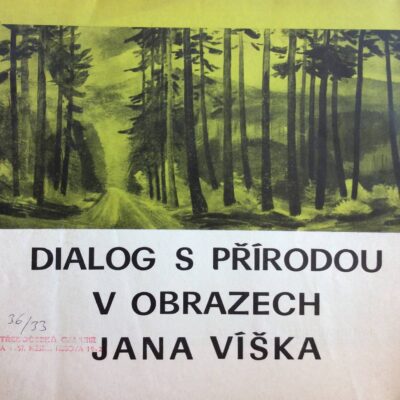 DIALOG S PŘÍRODOU
V OBRAZECH
JANA VÍŠKA
36/33